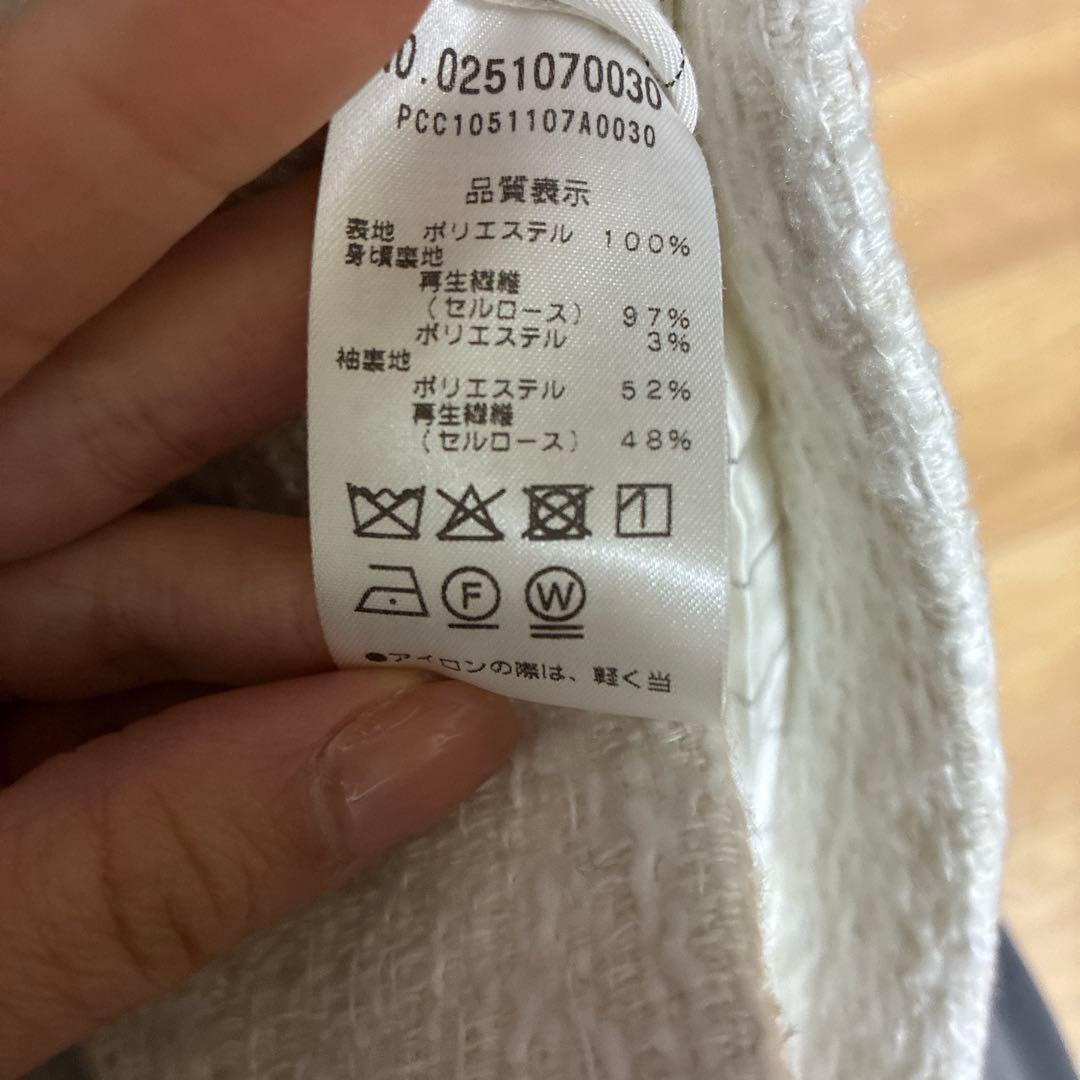 NO.0251070030
PCC1051107A0030
品質表示
表地 ポリエステル 100%
身頃裏地
再生繊維
(セルロース) 97%
ポリエステル 3%
袖裏地
ポリエステル 52%
再生繊維
(セルロース) 48%
F W
●アイロンの際は、軽く当